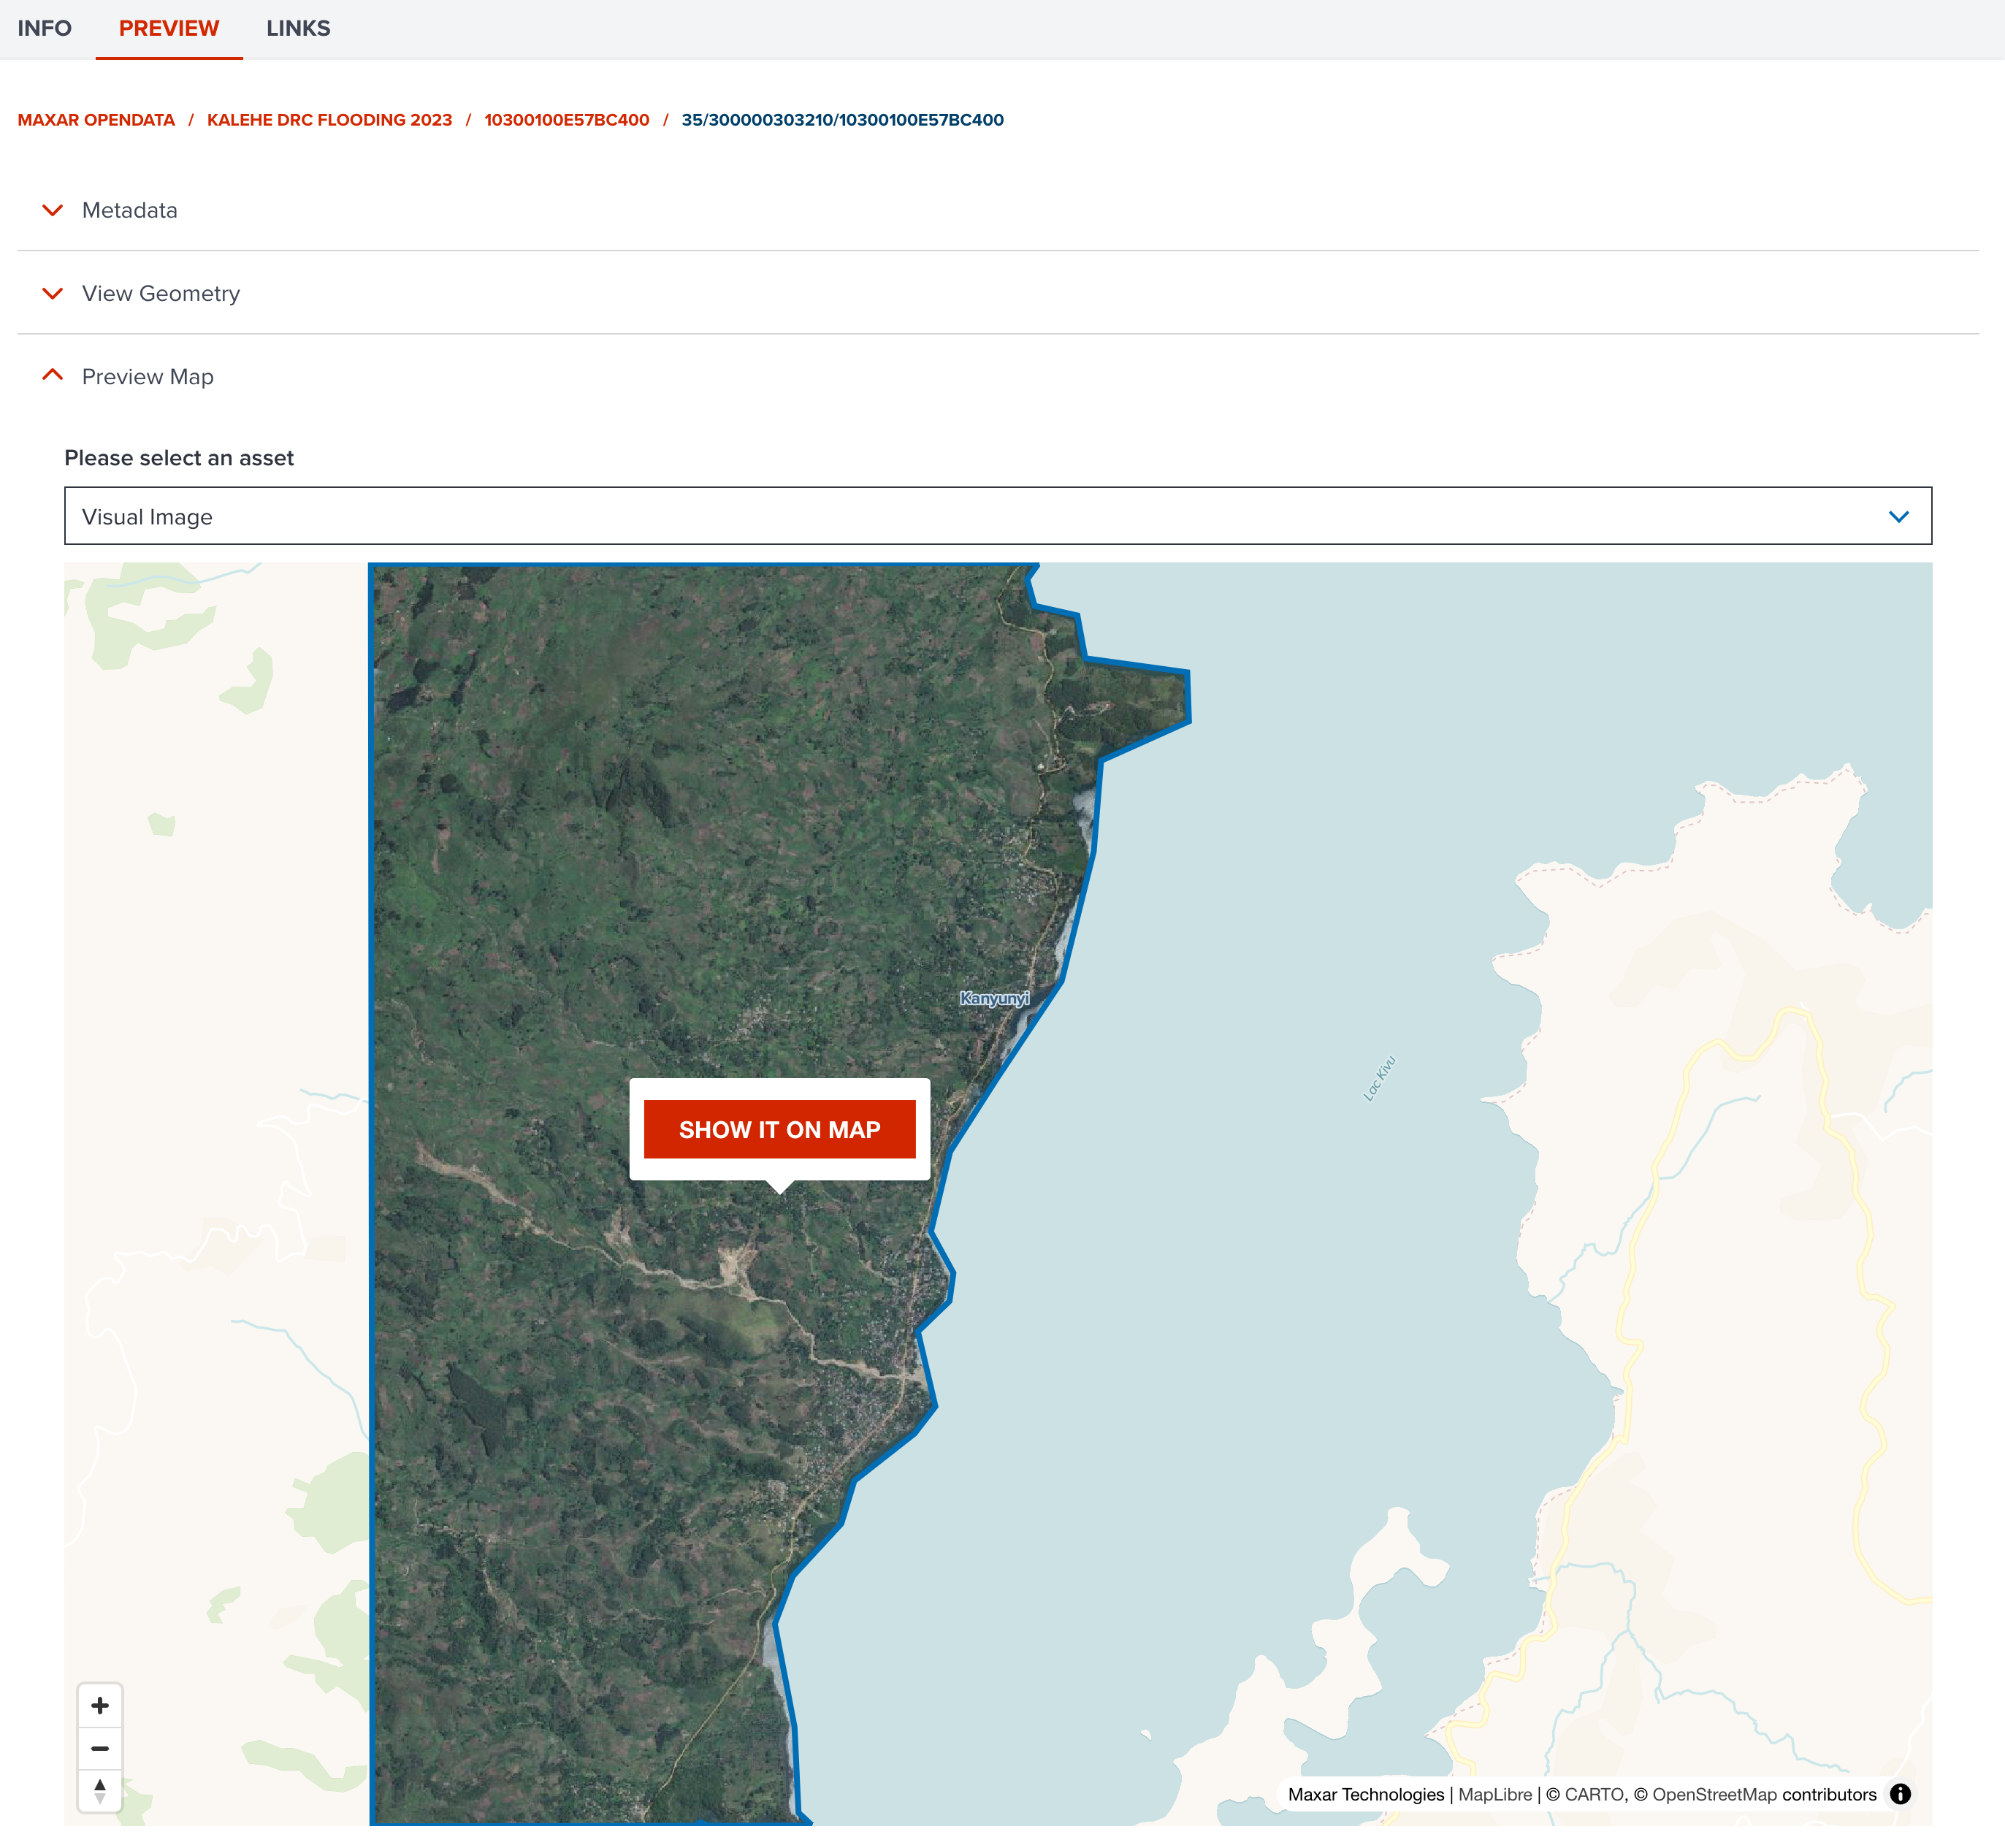 INFO PREVIEW LINKS
MAXAR OPENDATA / KALEHE DRC FLOODING 2023 / 10300100E57BC400 / 35/300000303210/10300100E57BC400
Metadata
View Geometry
Preview Map
Please select an asset
Visual Image
Kanyunyi
Lac Kivu
SHOW IT ON MAP
Maxar Technologies | MapLibre | © CARTO, © OpenStreetMap contributors